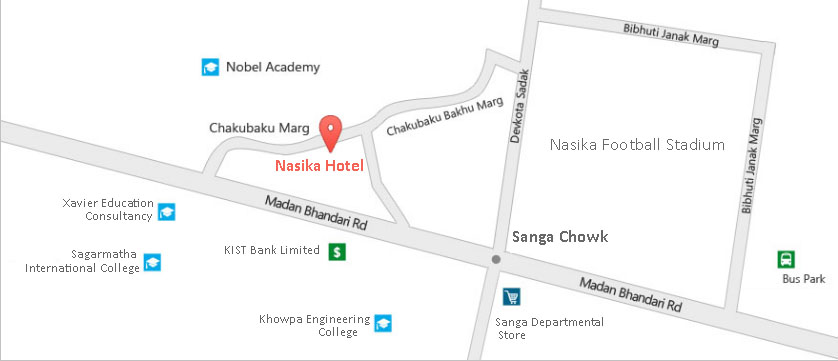 Bibhuti Janak Marg
Nobel Academy
Devkota Sadak
Chakubaku Marg
Chakubaku Bakhu Marg
Nasika Football Stadium
Nasika Hotel
Bibhuti Janak Marg
Xavier Education
Consultancy
Madan Bhandari Rd
Sanga Chowk
KIST Bank Limited
$
Sagarmatha
International College
Bus Park
Madan Bhandari Rd
Khowpa Engineering
College
Sanga Departmental
Store